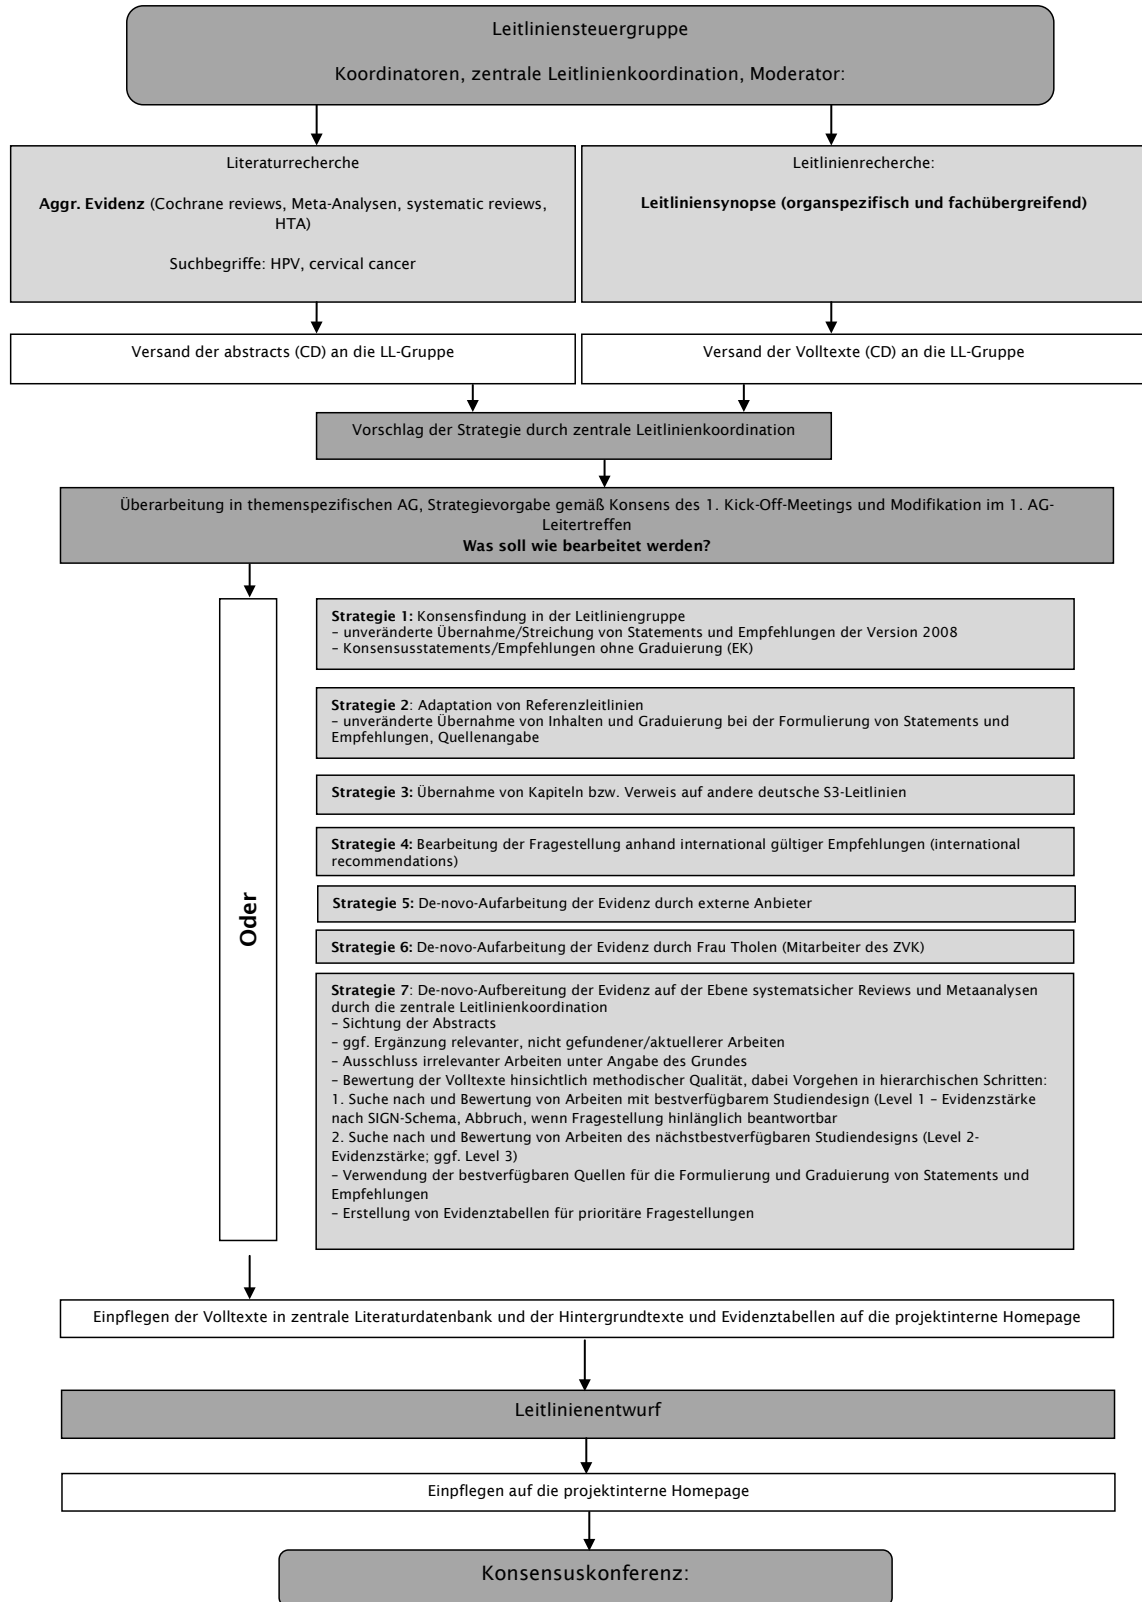 Leitliniensteuergruppe
Koordinatoren, zentrale Leitlinienkoordination, Moderator:
Literaturrecherche
Aggr. Evidenz (Cochrane reviews, Meta-Analysen, systematic reviews,
HTA)
Suchbegriffe: HPV, cervical cancer
Leitlinienrecherche:
Leitliniensynopse (organspezifisch und fachübergreifend)
Versand der abstracts (CD) an die LL-Gruppe
Versand der Volltexte (CD) an die LL-Gruppe
Vorschlag der Strategie durch zentrale Leitlinienkoordination
Überarbeitung in themenspezifischen AG, Strategievorgabe gemäß Konsens des 1. Kick-Off-Meetings und Modifikation im 1. AG-
Leitertreffen
Was soll wie bearbeitet werden?
Oder
Strategie 1: Konsensfindung in der Leitliniengruppe
– unveränderte Übernahme/Streichung von Statements und Empfehlungen der Version 2008
– Konsensusstatements/Empfehlungen ohne Graduierung (EK)
Strategie 2: Adaptation von Referenzleitlinien
– unveränderte Übernahme von Inhalten und Graduierung bei der Formulierung von Statements und
Empfehlungen, Quellenangabe
Strategie 3: Übernahme von Kapiteln bzw. Verweis auf andere deutsche S3-Leitlinien
Strategie 4: Bearbeitung der Fragestellung anhand international gültiger Empfehlungen (international
recommendations)
Strategie 5: De-novo-Aufarbeitung der Evidenz durch externe Anbieter
Strategie 6: De-novo-Aufarbeitung der Evidenz durch Frau Tholen (Mitarbeiter des ZVK)
Strategie 7: De-novo-Aufbereitung der Evidenz auf der Ebene systematsicher Reviews und Metaanalysen
durch die zentrale Leitlinienkoordination
– Sichtung der Abstracts
– ggf. Ergänzung relevanter, nicht gefundener/aktuellerer Arbeiten
– Ausschluss irrelevanter Arbeiten unter Angabe des Grundes
– Bewertung der Volltexte hinsichtlich methodischer Qualität, dabei Vorgehen in hierarchischen Schritten:
1. Suche nach und Bewertung von Arbeiten mit bestverfügbarem Studiendesign (Level 1 – Evidenzstärke
nach SIGN-Schema, Abbruch, wenn Fragestellung hinlänglich beantwortbar
2. Suche nach und Bewertung von Arbeiten des nächstbestverfügbaren Studiendesigns (Level 2-
Evidenzstärke; ggf. Level 3)
– Verwendung der bestverfügbaren Quellen für die Formulierung und Graduierung von Statements und
Empfehlungen
– Erstellung von Evidenztabellen für prioritäre Fragestellungen
Einpflegen der Volltexte in zentrale Literaturdatenbank und der Hintergrundtexte und Evidenztabellen auf die projektinterne Homepage
Leitlinienentwurf
Einpflegen auf die projektinterne Homepage
Konsensuskonferenz: